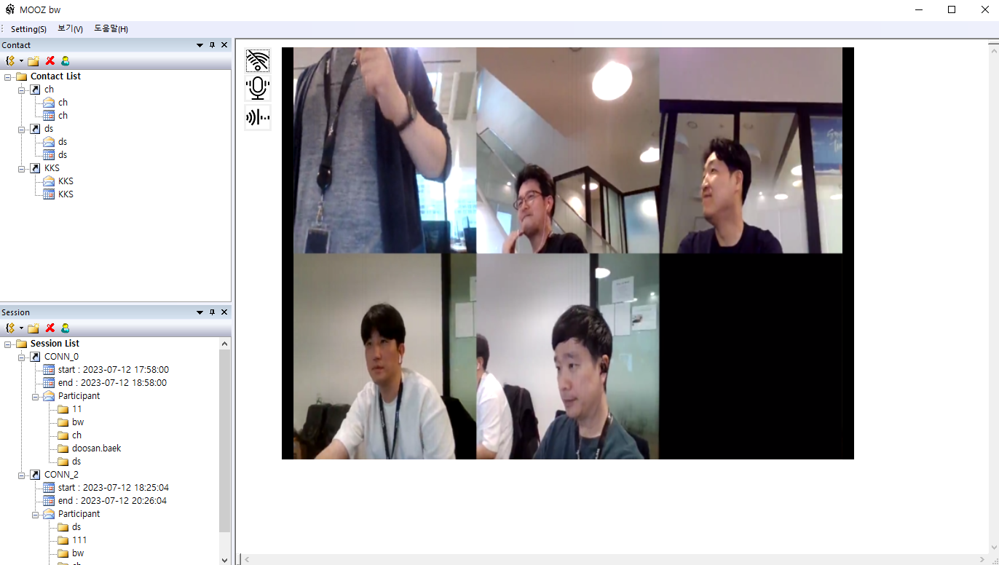 MOOZ bw
Setting(S) 보기(V) 도움말(H)
Contact
Contact List
ch
ch
ch
ds
ds
ds
KKS
KKS
KKS
Session
Session List
CONN_0
start : 2023-07-12 17:58:00
end : 2023-07-12 18:58:00
Participant
11
bw
ch
doosan.baek
ds
CONN_2
start : 2023-07-12 18:25:04
end : 2023-07-12 20:26:04
Participant
ds
111
bw